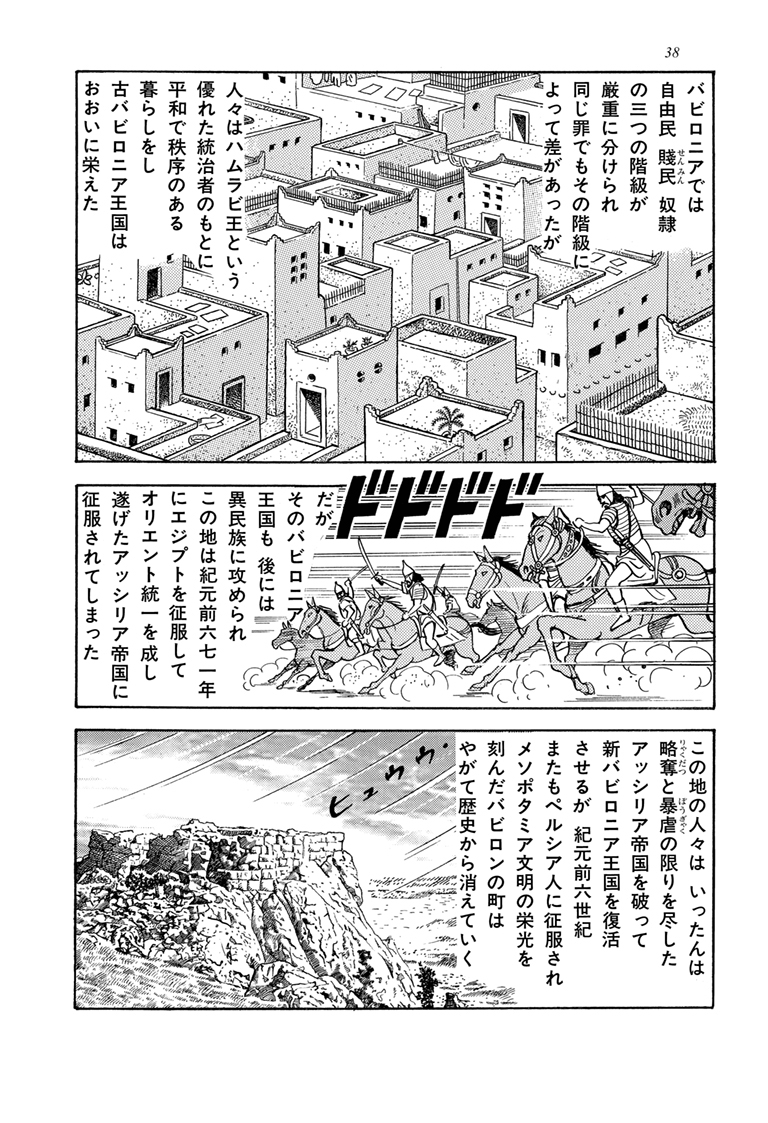 38
バビロニアでは
自由民 賤民 奴隷
せんみん
の三つの階級が
厳重に分けられ
同じ罪でもその階級に
よって差があったが
人々はハムラビ王という
優れた統治者のもとに
平和で秩序のある
暮らしをし
古バビロニア王国は
おおいに栄えた
ドドドド
だが
そのバビロニア
王国も 後には
異民族に攻められ
この地は紀元前六七一年
にエジプトを征服して
オリエント統一を成し
遂げたアッシリア帝国に
征服されてしまった
この地の人々は いったんは
略奪と暴虐の限りを尽した
りゃくだつ ぼうぎゃく
アッシリア帝国を破って
新バビロニア王国を復活
させるが 紀元前六世紀
またもペルシア人に征服され
メソポタミア文明の栄光を
刻んだバビロンの町は
やがて歴史から消えていく
ヒュウウ・